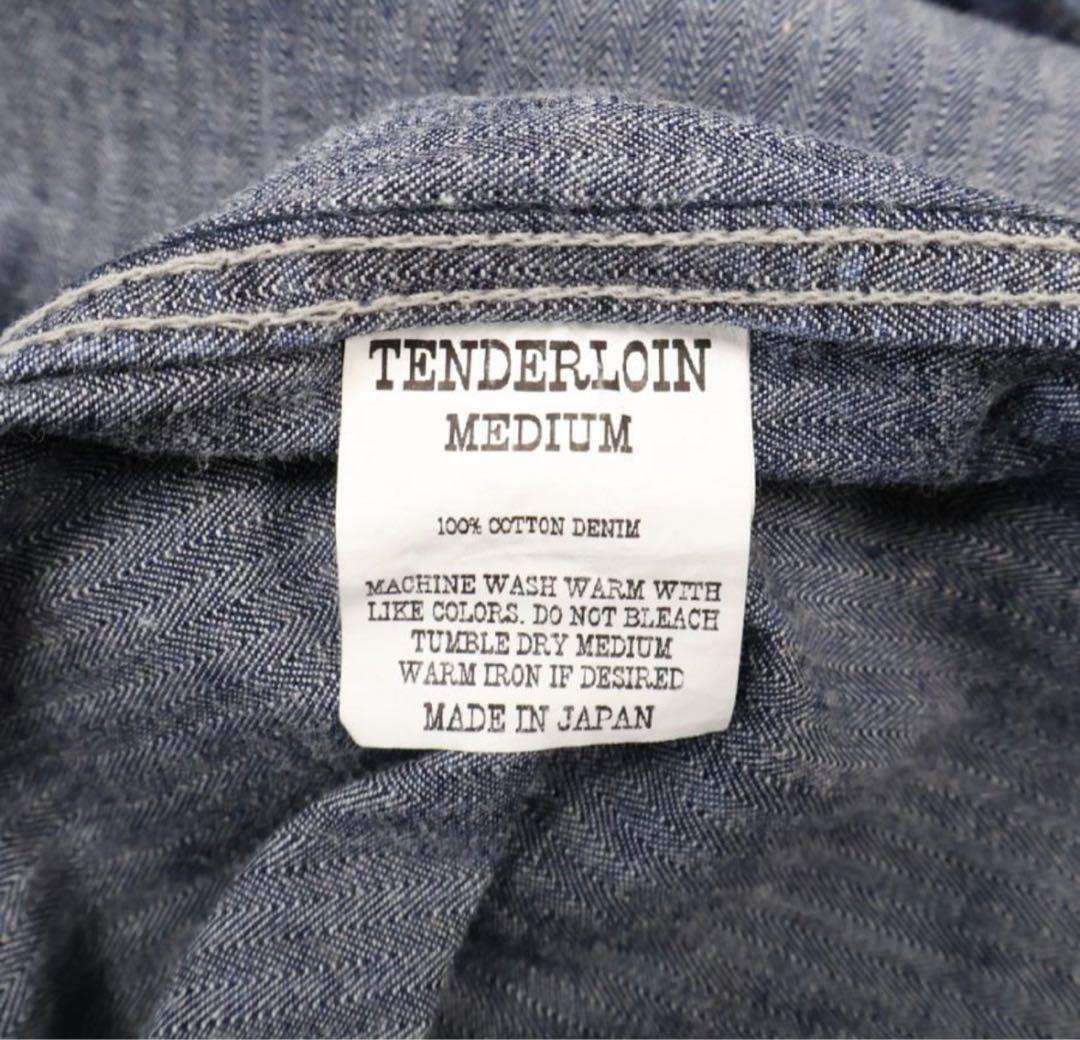 TENDERLOIN
MEDIUM
100% COTTON DENIM
MACHINE WASH WARM WITH
LIKE COLORS. DO NOT BLEACH
TUMBLE DRY MEDIUM
WARM IRON IF DESIRED
MADE IN JAPAN